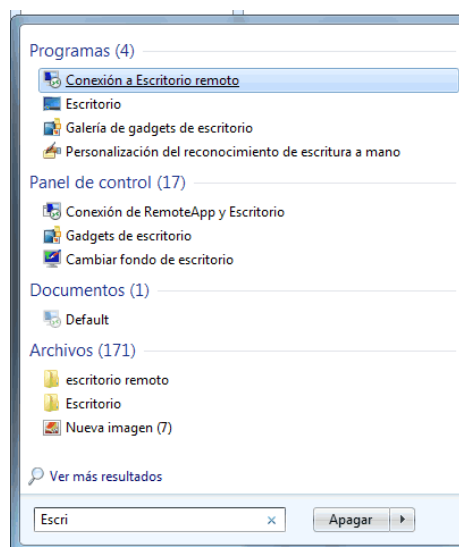 Programas (4)
Conexión a Escritorio remoto
Escritorio
Galería de gadgets de escritorio
Personalización del reconocimiento de escritura a mano
Panel de control (17)
Conexión de RemoteApp y Escritorio
Gadgets de escritorio
Cambiar fondo de escritorio
Documentos (1)
Default
Archivos (171)
escritorio remoto
Escritorio
Nueva imagen (7)
Ver más resultados
Escri Apagar